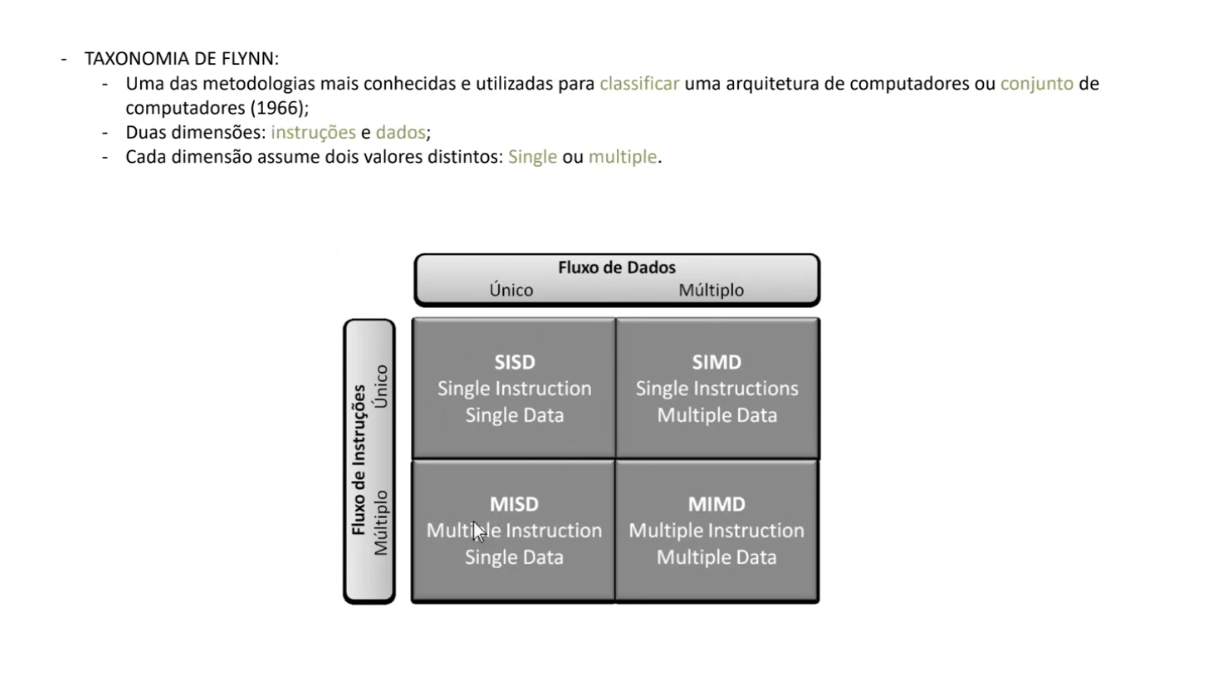 - TAXONOMIA DE FLYNN:
- Uma das metodologias mais conhecidas e utilizadas para classificar uma arquitetura de computadores ou conjunto de
computadores (1966);
- Duas dimensões: instruções e dados;
- Cada dimensão assume dois valores distintos: Single ou multiple.
Fluxo de Dados
Único Múltiplo
Fluxo de Instruções
Único
Múltiplo
SISD
Single Instruction
Single Data
SIMD
Single Instructions
Multiple Data
MISD
Multiple Instruction
Single Data
MIMD
Multiple Instruction
Multiple Data